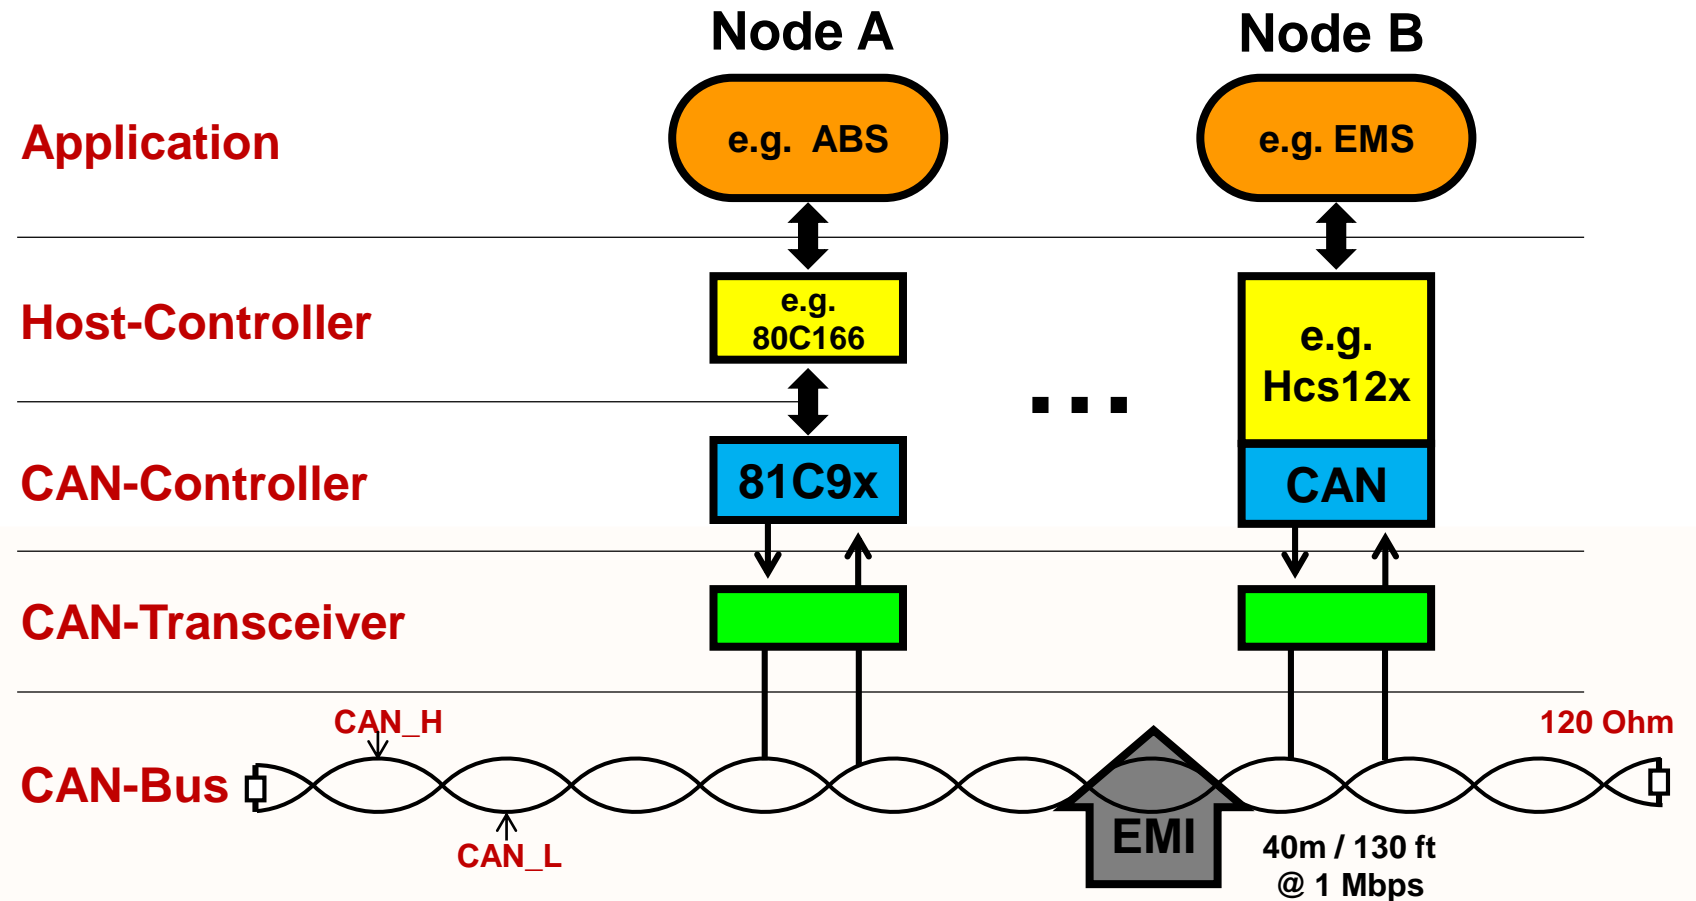 Node A
Node B
Application
e.g. ABS
e.g. EMS
Host-Controller
e.g.
80C166
e.g.
Hcs12x
...
CAN-Controller
81C9x
CAN
CAN-Transceiver
CAN_H
120 Ohm
CAN-Bus
CAN_L
EMI
40m / 130 ft
@ 1 Mbps